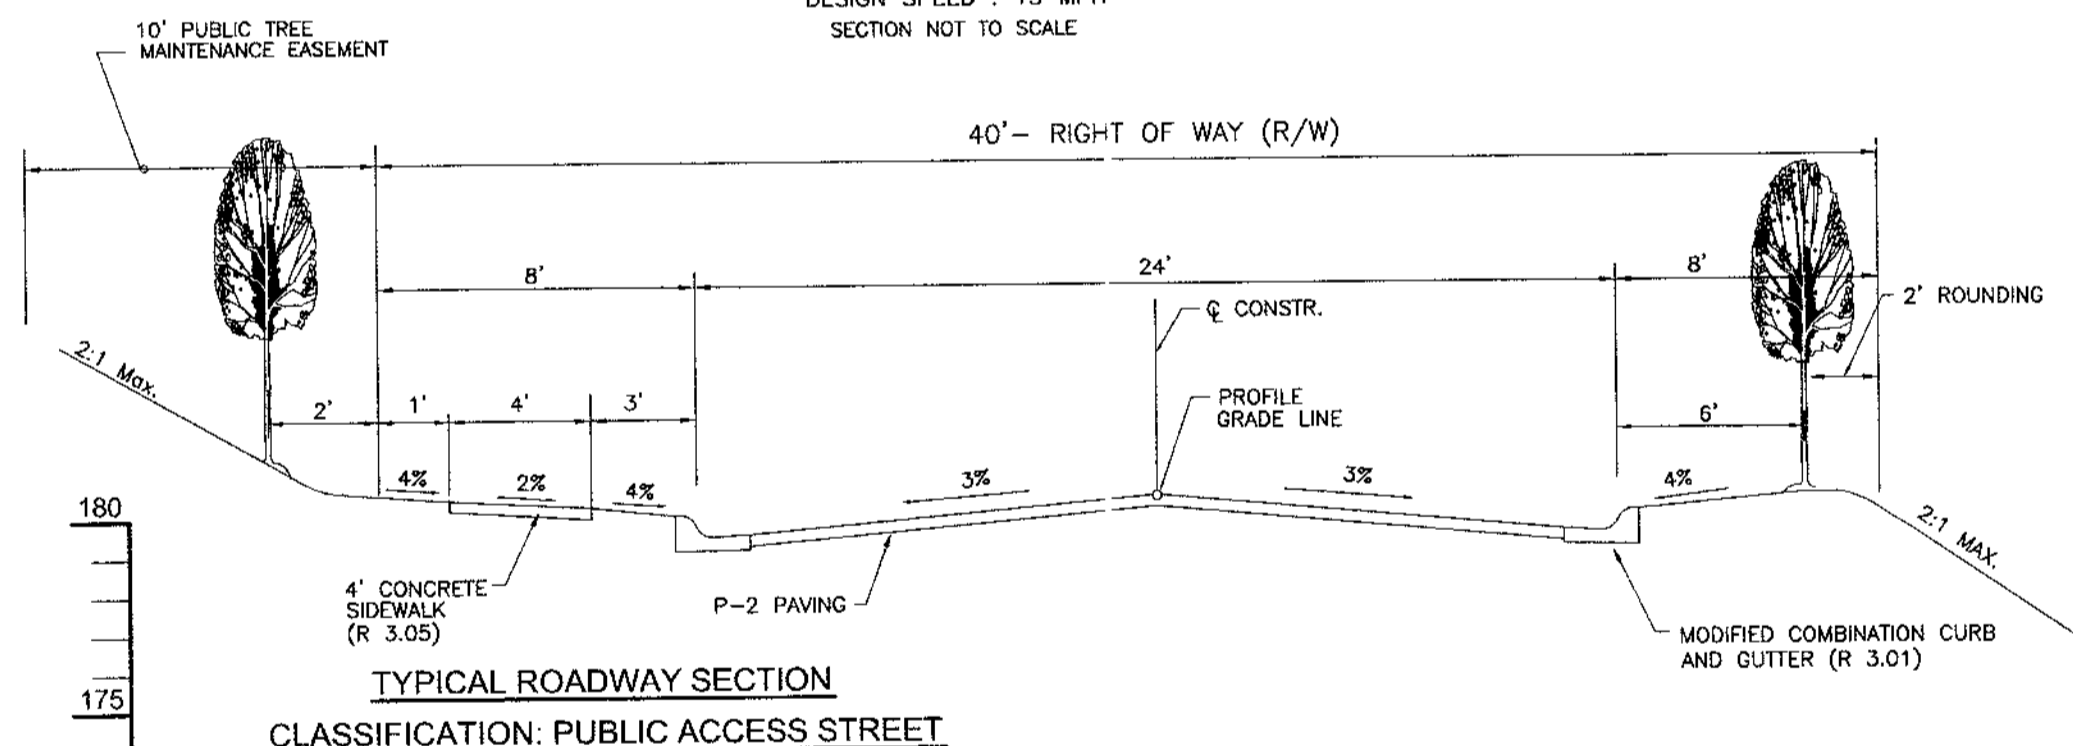 SECTION NOT TO SCALE
10' PUBLIC TREE
MAINTENANCE EASEMENT
40'- RIGHT OF WAY (R/W)
8'
24'
8'
2' ROUNDING
℄ CONSTR.
2:1 Max.
2'
1'
4'
3'
PROFILE
GRADE LINE
6'
4%
2%
4%
3%
3%
4%
2:1 MAX.
180
4' CONCRETE
SIDEWALK
(R 3.05)
P-2 PAVING
MODIFIED COMBINATION CURB
AND GUTTER (R 3.01)
175
TYPICAL ROADWAY SECTION
CLASSIFICATION: PUBLIC ACCESS STREET